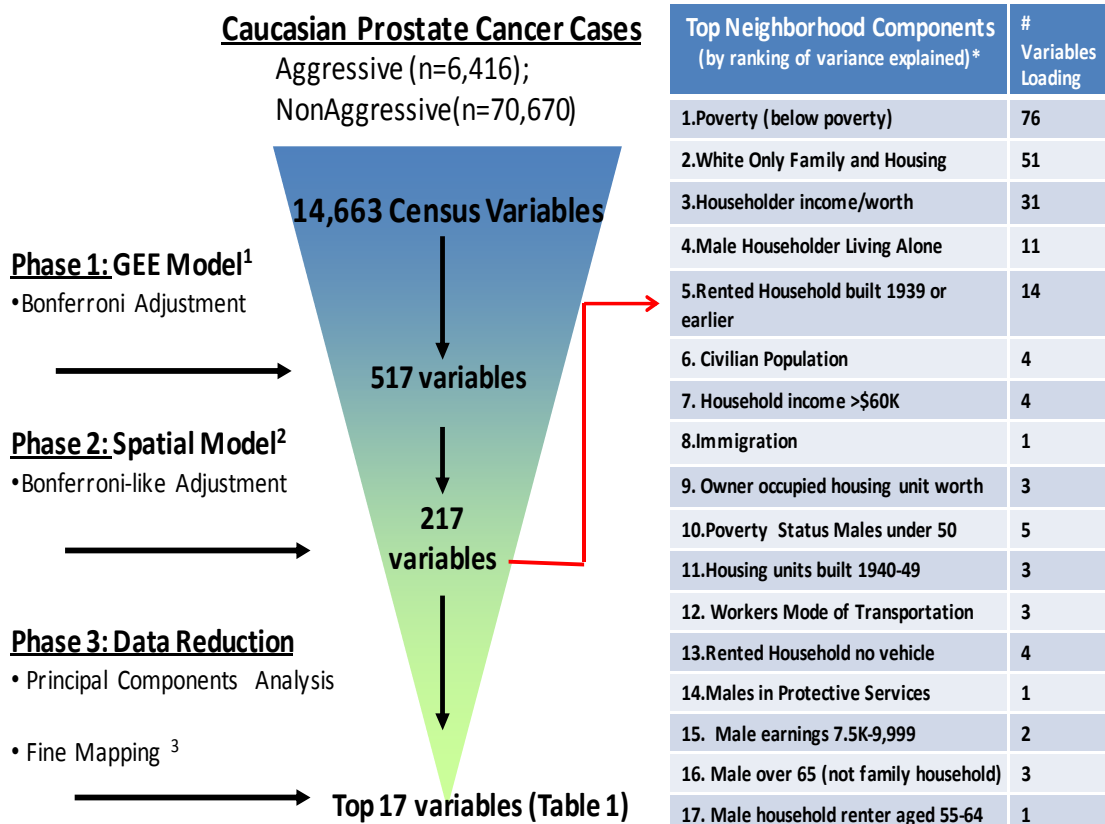 Caucasian Prostate Cancer Cases
Aggressive (n=6,416);
NonAggressive(n=70,670)
14,663 Census Variables
Phase 1: GEE Model1
•Bonferroni Adjustment
517 variables
Phase 2: Spatial Model2
•Bonferroni-like Adjustment
217
variables
Phase 3: Data Reduction
• Principal Components Analysis
• Fine Mapping 3
Top 17 variables (Table 1)
Top Neighborhood Components
(by ranking of variance explained)*
#
Variables
Loading
1.Poverty (below poverty) 76
2.White Only Family and Housing 51
3.Householder income/worth 31
4.Male Householder Living Alone 11
5.Rented Household built 1939 or 14
earlier
6. Civilian Population 4
7. Household income >$60K 4
8.Immigration 1
9. Owner occupied housing unit worth 3
10.Poverty Status Males under 50 5
11.Housing units built 1940-49 3
12. Workers Mode of Transportation 3
13.Rented Household no vehicle 4
14.Males in Protective Services 1
15. Male earnings 7.5K-9,999 2
16. Male over 65 (not family household) 3
17. Male household renter aged 55-64 1